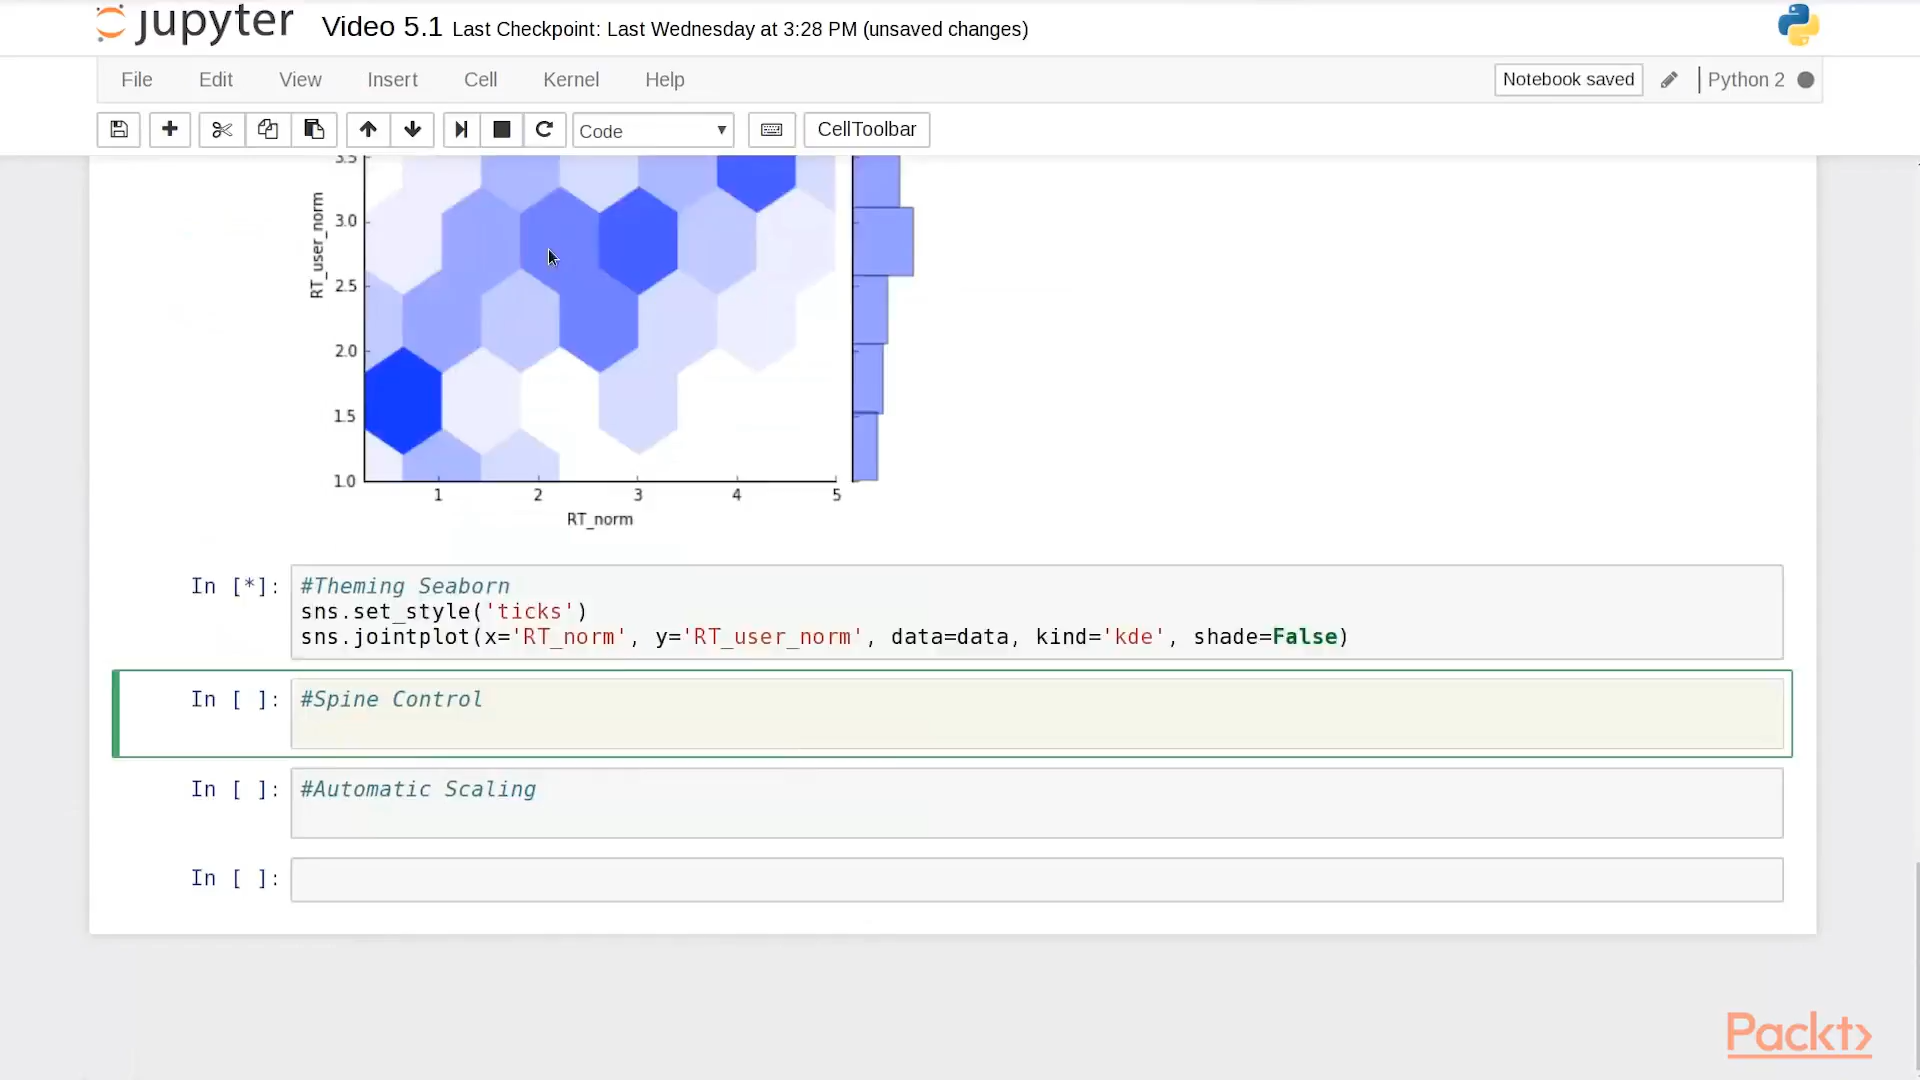 jupyter Video 5.1 Last Checkpoint: Last Wednesday at 3:28 PM (unsaved changes)
File Edit View Insert Cell Kernel Help Notebook saved Python 2
Code CellToolbar
3.5
3.0
2.5
2.0
1.5
1.0
RT_user_norm
1 2 3 4 5
RT_norm
In [*]: #Theming Seaborn
sns.set_style('ticks')
sns.jointplot(x='RT_norm', y='RT_user_norm', data=data, kind='kde', shade=False)
In [ ]: #Spine Control
In [ ]: #Automatic Scaling
In [ ]:
Packt>